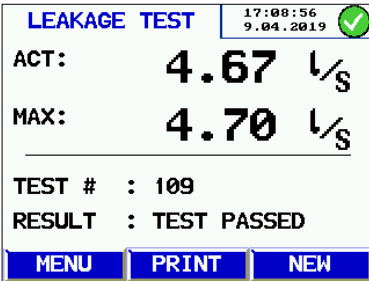 LEAKAGE TEST
17:08:56
9.04.2019
ACT: 4.67 l/s
MAX: 4.70 l/s
TEST # : 109
RESULT : TEST PASSED
MENU PRINT NEW